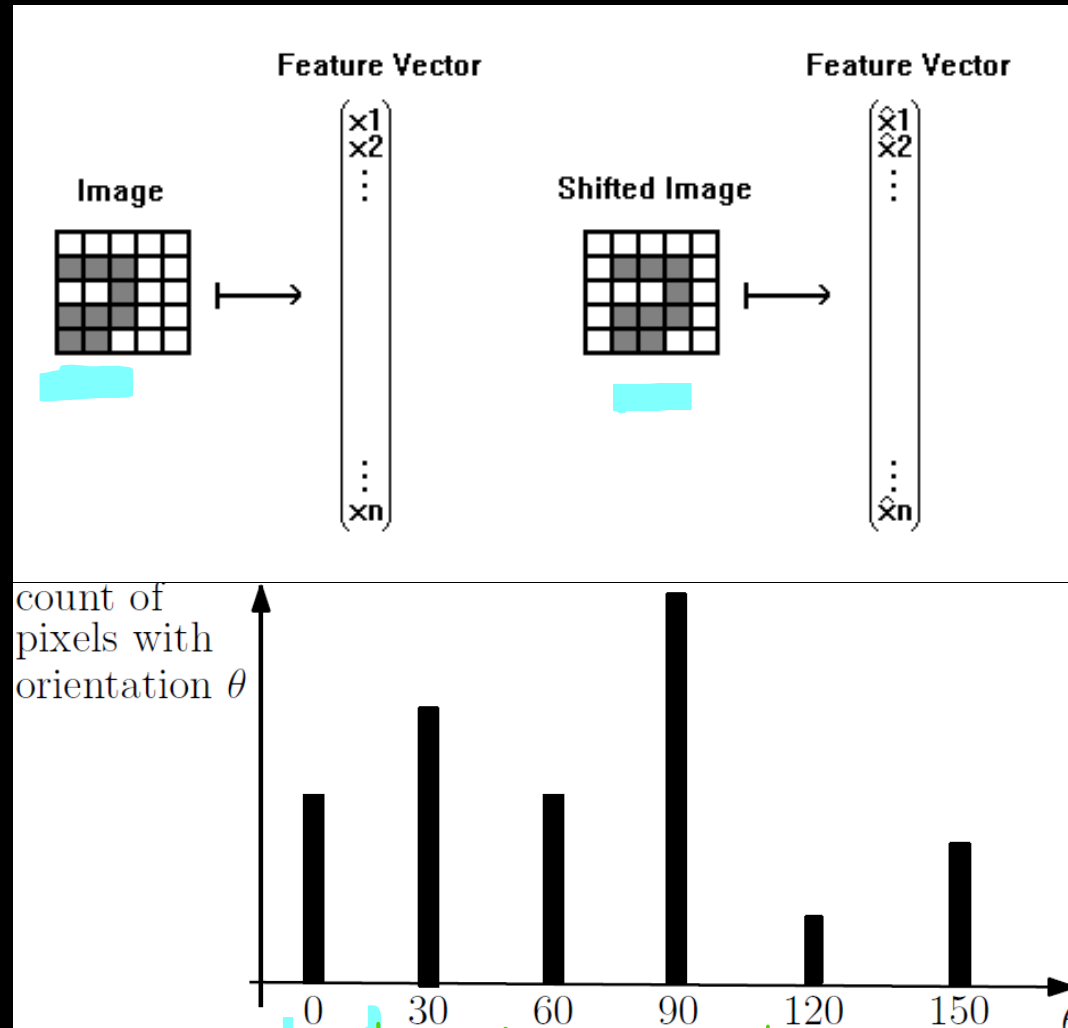 Feature Vector
x1
x2
⋮
⋮
xn
Image
Feature Vector
x̂1
x̂2
⋮
⋮
x̂n
Shifted Image
count of
pixels with
orientation θ
0 30 60 90 120 150